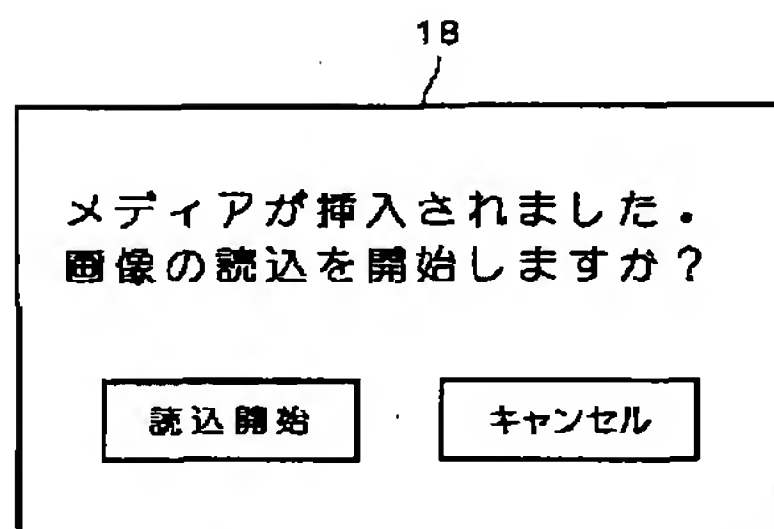 18
メディアが挿入されました．
画像の読込を開始しますか？
読込開始
キャンセル